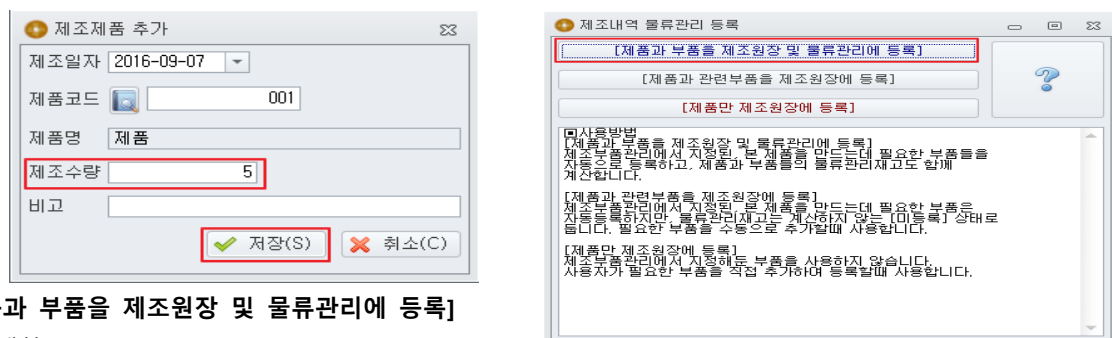 제조제품 추가
제조일자 2016-09-07
제품코드 001
제품명 제품
제조수량 5
비고
저장(S) 취소(C)
과 부품을 제조원장 및 물류관리에 등록]
제조내역 물류관리 등록
[제품과 부품을 제조원장 및 물류관리에 등록]
[제품과 관련부품을 제조원장에 등록]
[제품만 제조원장에 등록]
▣사용방법
[제품과 부품을 제조원장 및 물류관리에 등록]
제조부품관리에서 지정된, 본 제품을 만드는데 필요한 부품들을
자동으로 등록하고, 제품과 부품들의 물류관리재고도 함께
계산합니다.
[제품과 관련부품을 제조원장에 등록]
제조부품관리에서 지정된, 본 제품을 만드는데 필요한 부품은
자동등록하지만, 물류관리재고는 계산하지 않는 [미등록] 상태로
둡니다. 필요한 부품을 수동으로 추가할때 사용합니다.
[제품만 제조원장에 등록]
제조부품관리에서 지정해둔 부품을 사용하지 않습니다.
사용자가 필요한 부품을 직접 추가하여 등록할때 사용합니다.